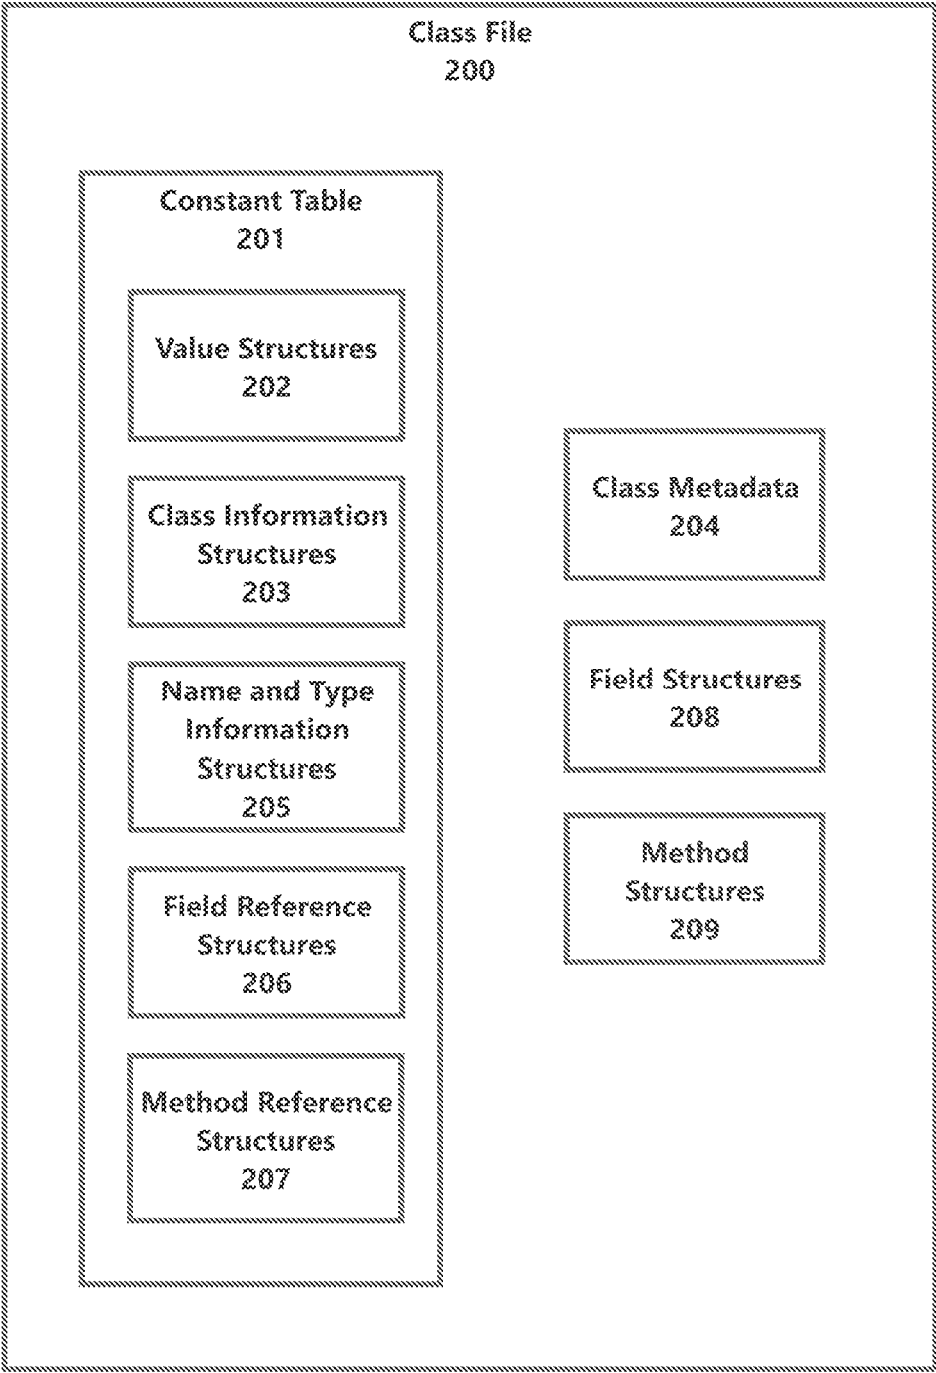 Class File
200
Constant Table
201
Value Structures
202
Class Information
Structures
203
Name and Type
Information
Structures
205
Field Reference
Structures
206
Method Reference
Structures
207
Class Metadata
204
Field Structures
208
Method
Structures
209